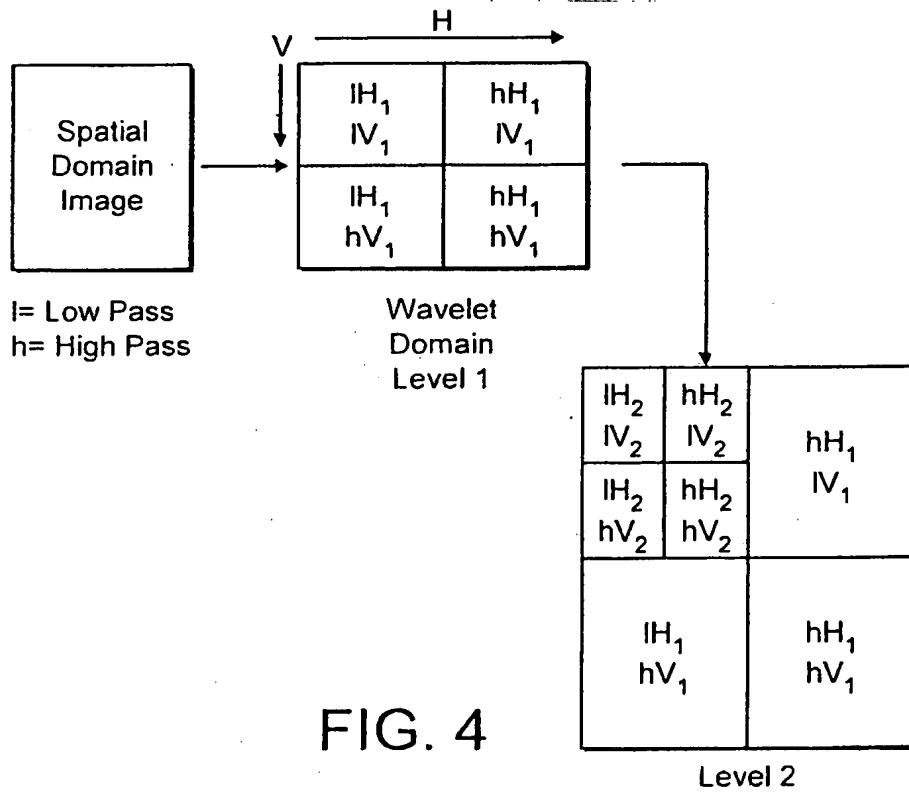 H
V
Spatial
Domain
Image
lH₁
lV₁
hH₁
lV₁
lH₁
hV₁
hH₁
hV₁
l= Low Pass
h= High Pass
Wavelet
Domain
Level 1
lH₂
lV₂
hH₂
lV₂
hH₁
lV₁
lH₂
hV₂
hH₂
hV₂
lH₁
hV₁
hH₁
hV₁
FIG. 4
Level 2